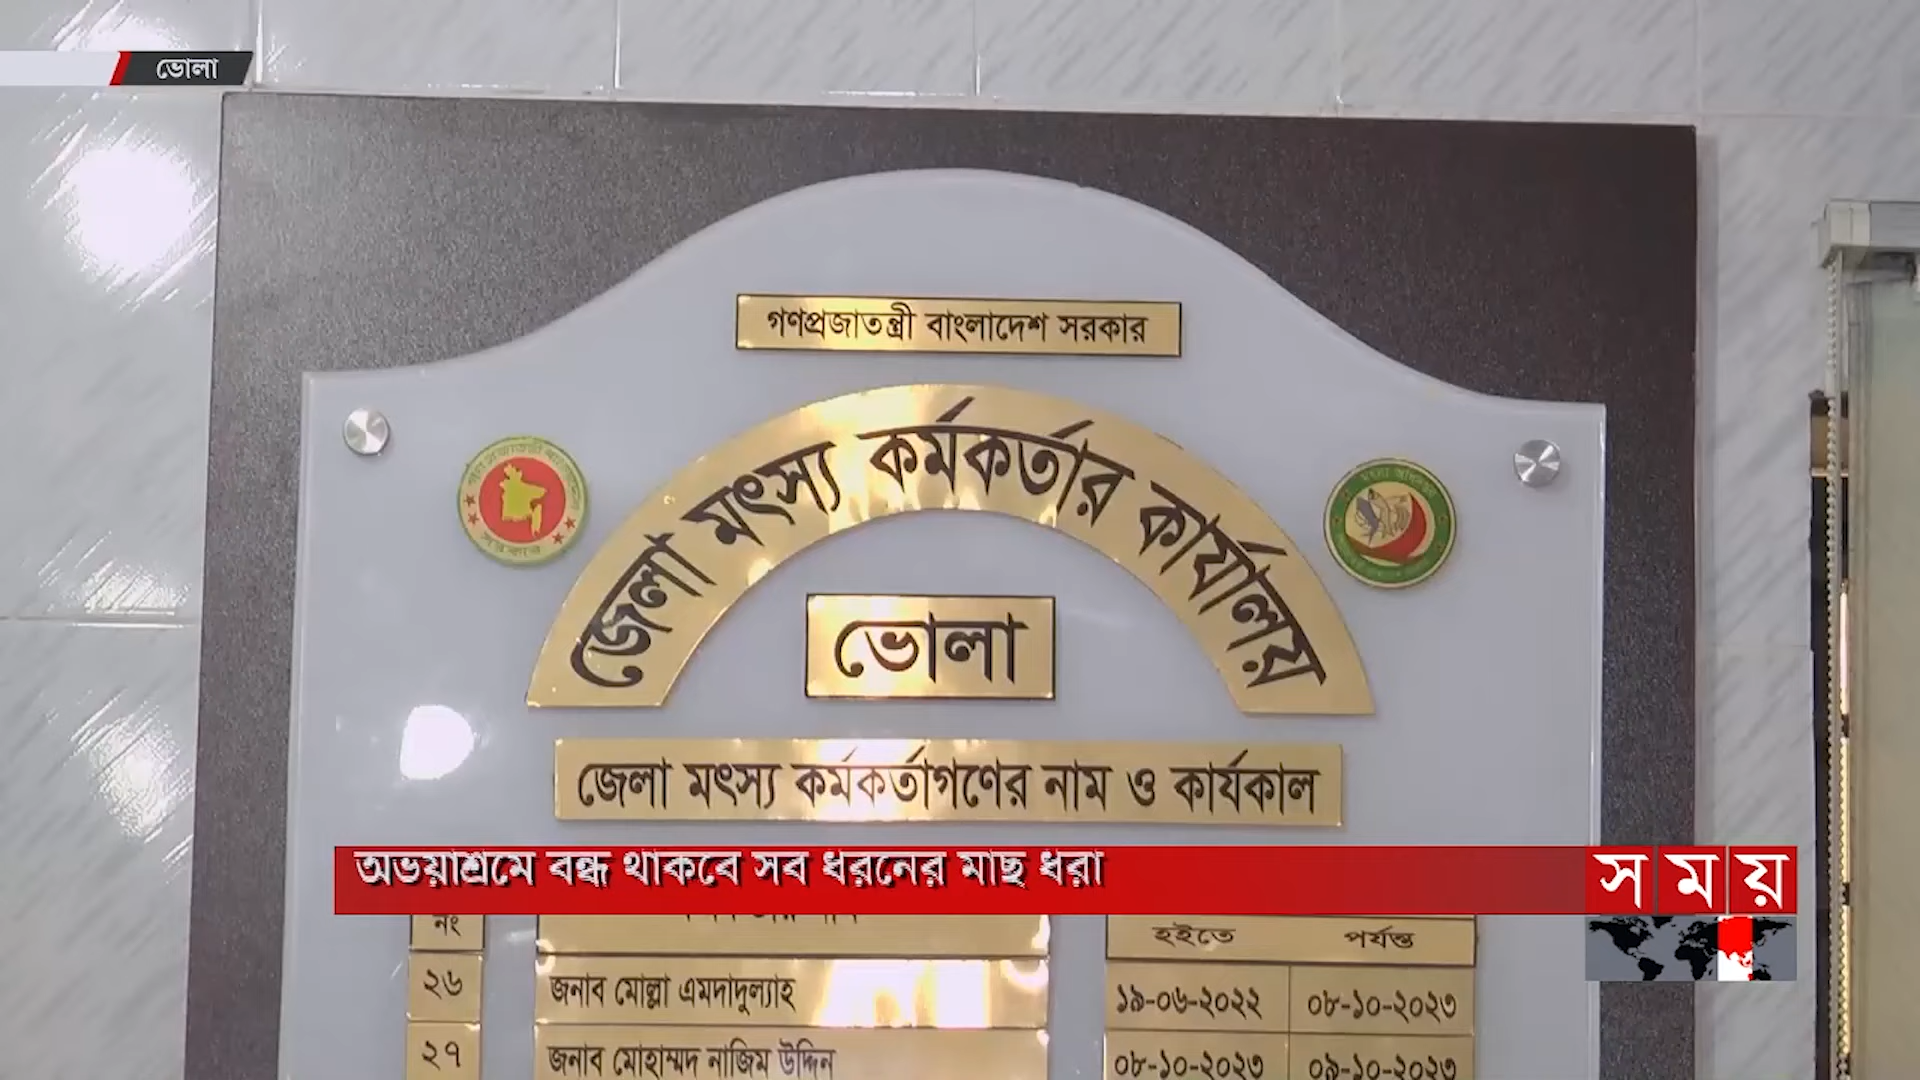 ভোলা
গণপ্রজাতন্ত্রী বাংলাদেশ সরকার
জেলা মৎস্য কর্মকর্তার কার্যালয়
ভোলা
জেলা মৎস্য কর্মকর্তাগণের নাম ও কার্যকাল
অভয়াশ্রমে বন্ধ থাকবে সব ধরনের মাছ ধরা
সময়
নং হইতে পর্যন্ত
২৬ জনাব মোল্লা এমদাদুল্যাহ ১৯-০৬-২০২২ ০৮-১০-২০২৩
২৭ জনাব মোহাম্মদ নাজিম উদ্দিন ০৮-১০-২০২৩ ০৯-১০-২০২৩